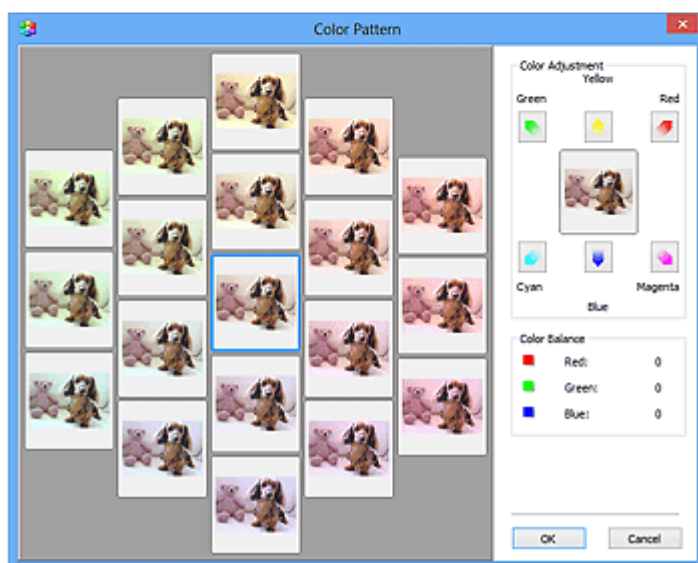 Color Pattern
Color Adjustment
Yellow
Green Red
Cyan Magenta
Blue
Color Balance
Red: 0
Green: 0
Blue: 0
OK Cancel